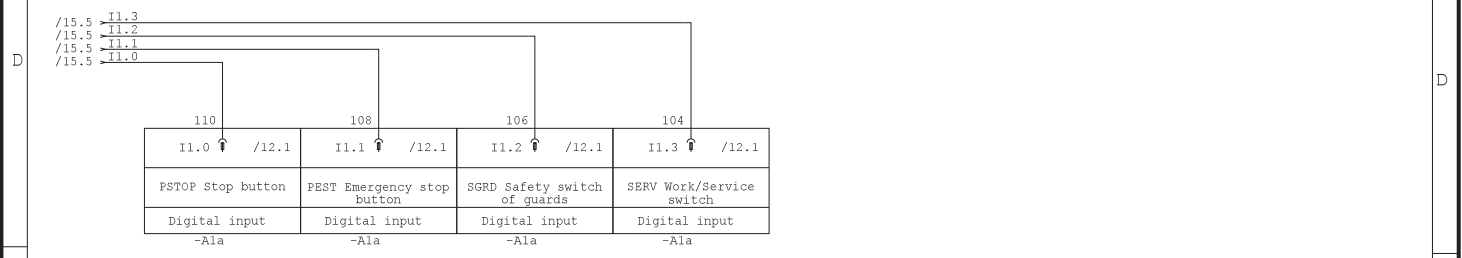 /15.5 I1.3
/15.5 I1.2
/15.5 I1.1
/15.5 I1.0
D
D
110 108 106 104
I1.0 /12.1 I1.1 /12.1 I1.2 /12.1 I1.3 /12.1
PSTOP Stop button
PEST Emergency stop
button
SGRD Safety switch
of guards
SERV Work/Service
switch
Digital input Digital input Digital input Digital input
-A1a -A1a -A1a -A1a